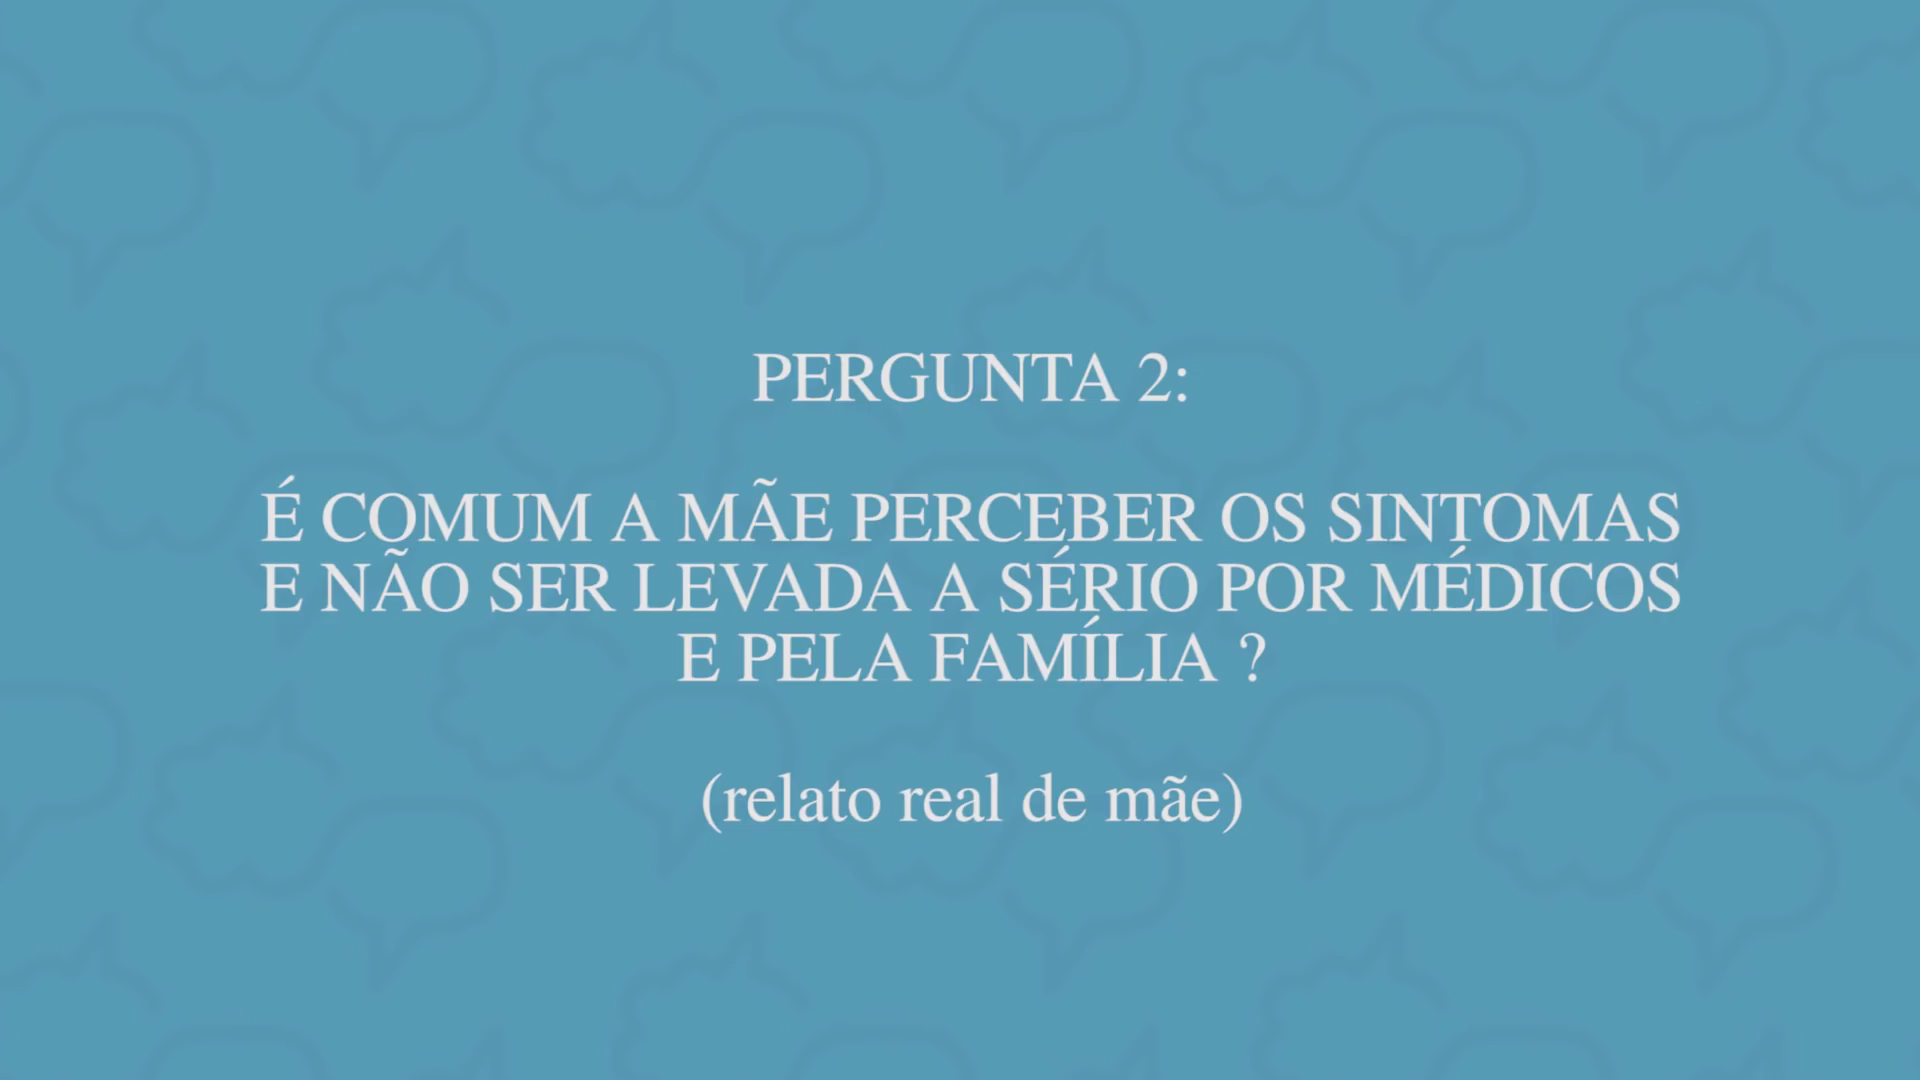 PERGUNTA 2:
É COMUM A MÃE PERCEBER OS SINTOMAS
E NÃO SER LEVADA A SÉRIO POR MÉDICOS
E PELA FAMÍLIA ?
(relato real de mãe)